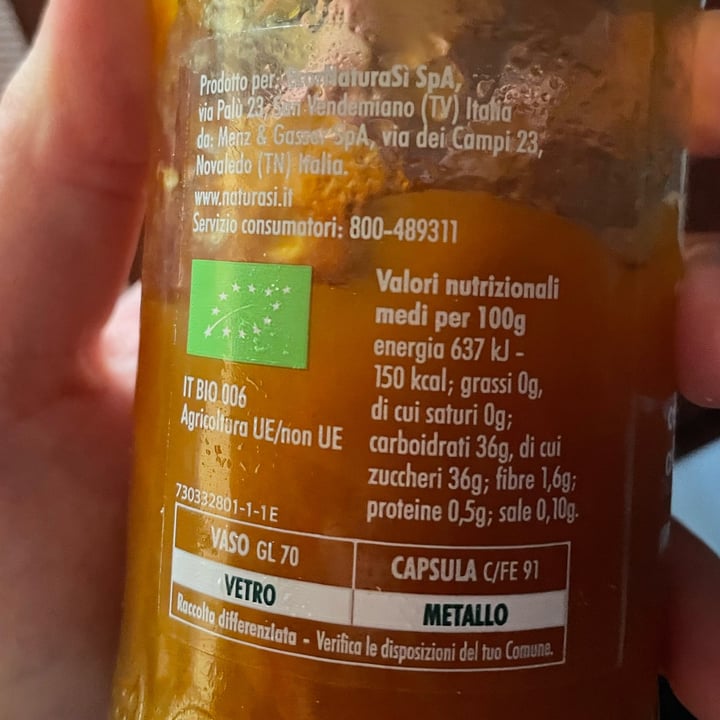 Prodotto per: EcorNaturaSì SpA,
via Palù 23, San Vendemiano (TV) Italia
da: Menz & Gasser SpA, via dei Campi 23,
Novaledo (TN) Italia.
www.naturasi.it
Servizio consumatori: 800-489311
IT BIO 006
Agricoltura UE/non UE
Valori nutrizionali
medi per 100g
energia 637 kJ -
150 kcal; grassi 0g,
di cui saturi 0g;
carboidrati 36g, di cui
zuccheri 36g; fibre 1,6g;
proteine 0,5g; sale 0,10g.
730332801-1-1E
VASO GL 70
VETRO
CAPSULA C/FE 91
METALLO
Raccolta differenziata - Verifica le disposizioni del tuo Comune.